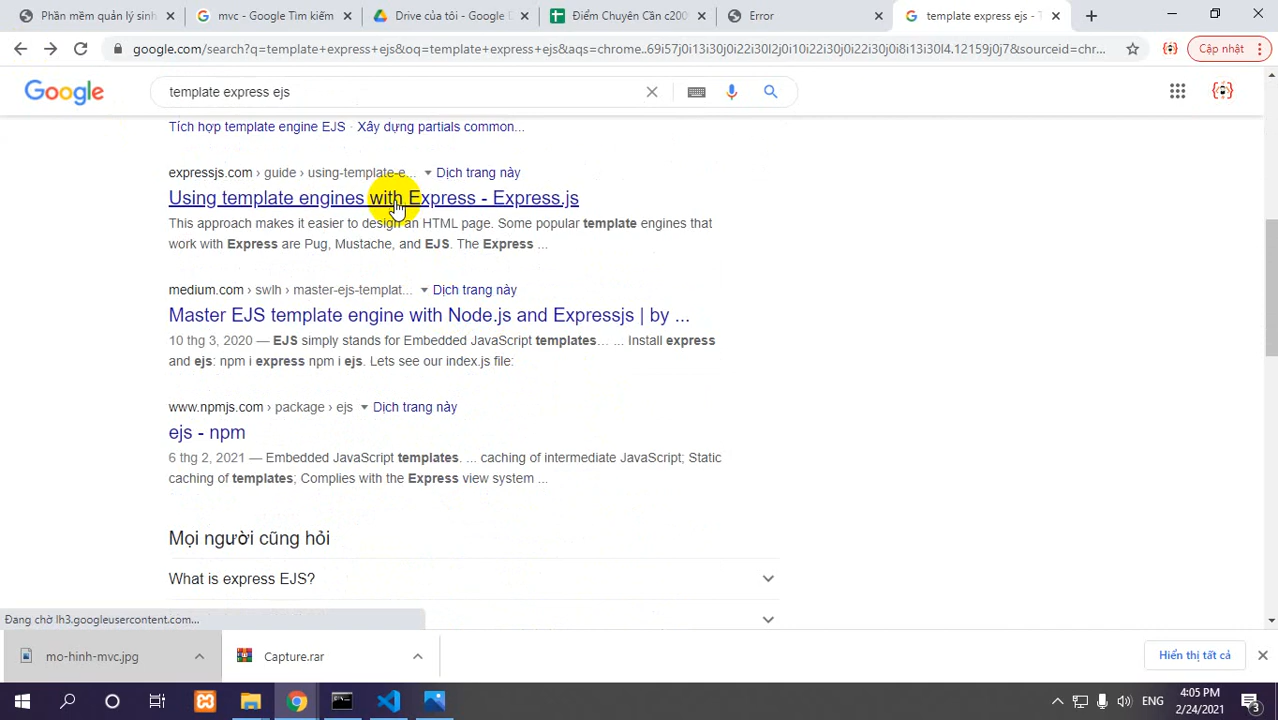 Phần mềm quản lý sinh
mvc - Google Tìm kiếm
Drive của tôi - Google D
Điểm Chuyên Cần c200
Error
template express ejs - T
google.com/search?q=template+express+ejs&oq=template+express+ejs&aqs=chrome..69i57j0i13i30j0i22i30l2j0i10i22i30j0i22i30j0i8i13i30l4.12159j0j7&sourceid=chr...
Cập nhật
Google
template express ejs
Tích hợp template engine EJS · Xây dựng partials common...
expressjs.com › guide › using-template-e... Dịch trang này
Using template engines with Express - Express.js
This approach makes it easier to design an HTML page. Some popular template engines that
work with Express are Pug, Mustache, and EJS. The Express ...
medium.com › swlh › master-ejs-templat... Dịch trang này
Master EJS template engine with Node.js and Expressjs | by ...
10 thg 3, 2020 — EJS simply stands for Embedded JavaScript templates… ... Install express
and ejs: npm i express npm i ejs. Lets see our index.js file:
www.npmjs.com › package › ejs Dịch trang này
ejs - npm
6 thg 2, 2021 — Embedded JavaScript templates. ... caching of intermediate JavaScript; Static
caching of templates; Complies with the Express view system ...
Mọi người cũng hỏi
What is express EJS?
Đang chờ lh3.googleusercontent.com...
mo-hinh-mvc.jpg
Capture.rar
Hiển thị tất cả
ENG
4:05 PM
2/24/2021
3